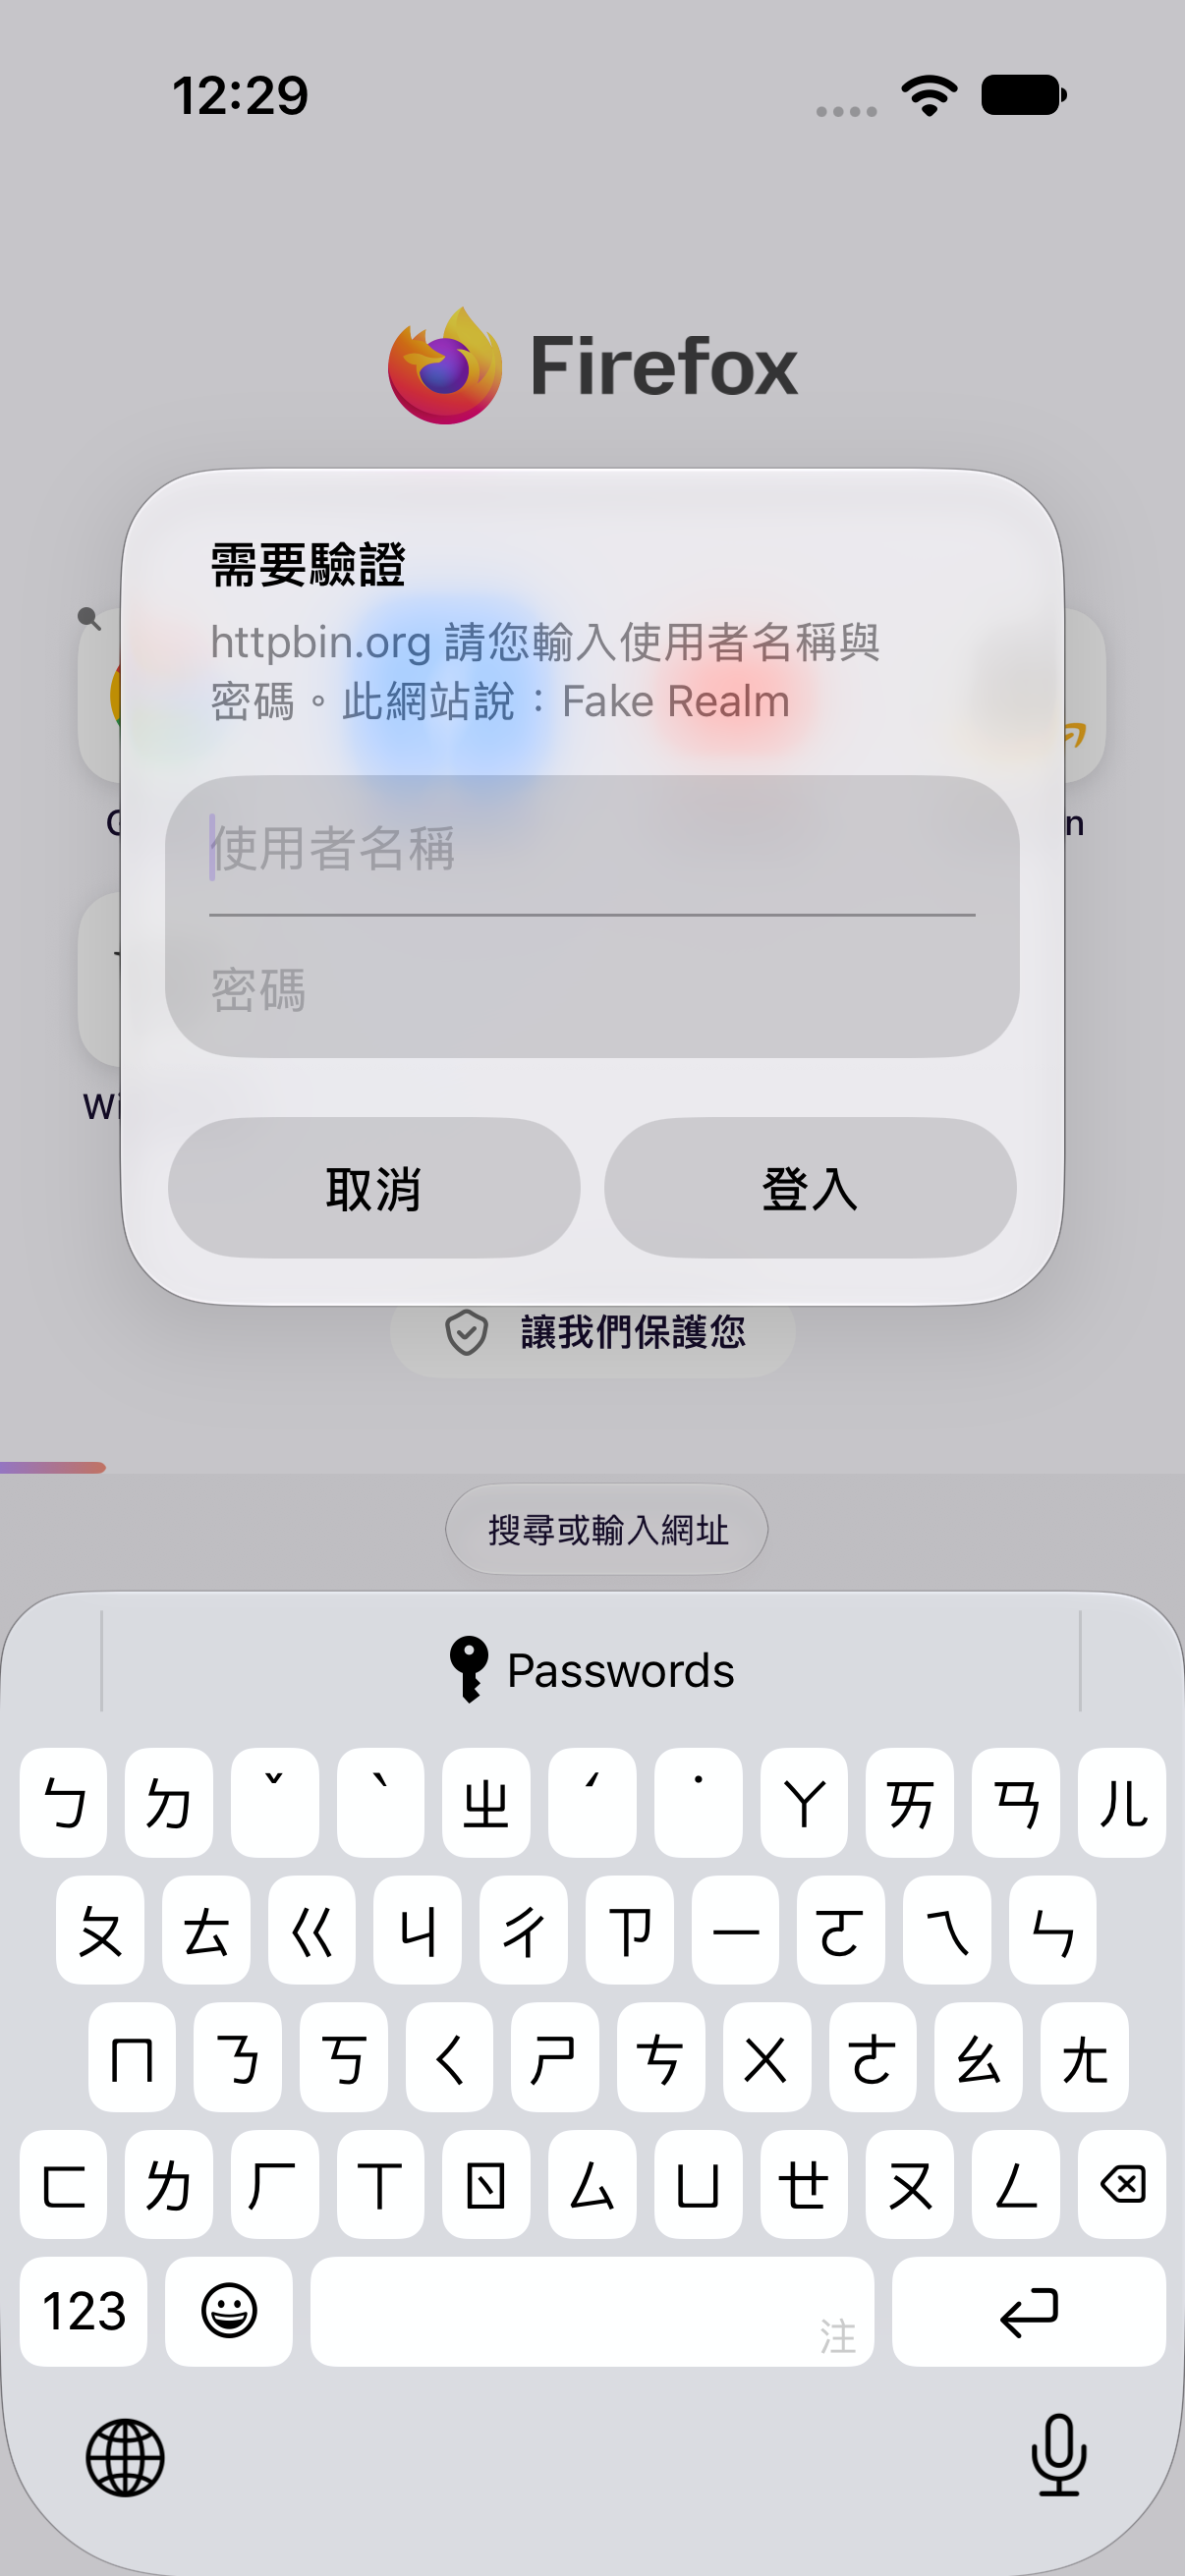 12:29
Firefox
需要驗證
httpbin.org 請您輸入使用者名稱與
密碼。此網站說：Fake Realm
使用者名稱
密碼
取消
登入
讓我們保護您
搜尋或輸入網址
Passwords
ㄅ ㄉ ˇ ˋ ㄓ ˊ ˙ ㄚ ㄞ ㄢ ㄦ
ㄆ ㄊ ㄍ ㄐ ㄔ ㄗ ㄧ ㄛ ㄟ ㄣ
ㄇ ㄋ ㄎ ㄑ ㄕ ㄘ ㄨ ㄜ ㄠ ㄤ
ㄈ ㄌ ㄏ ㄒ ㄖ ㄙ ㄩ ㄝ ㄡ ㄥ
123
注